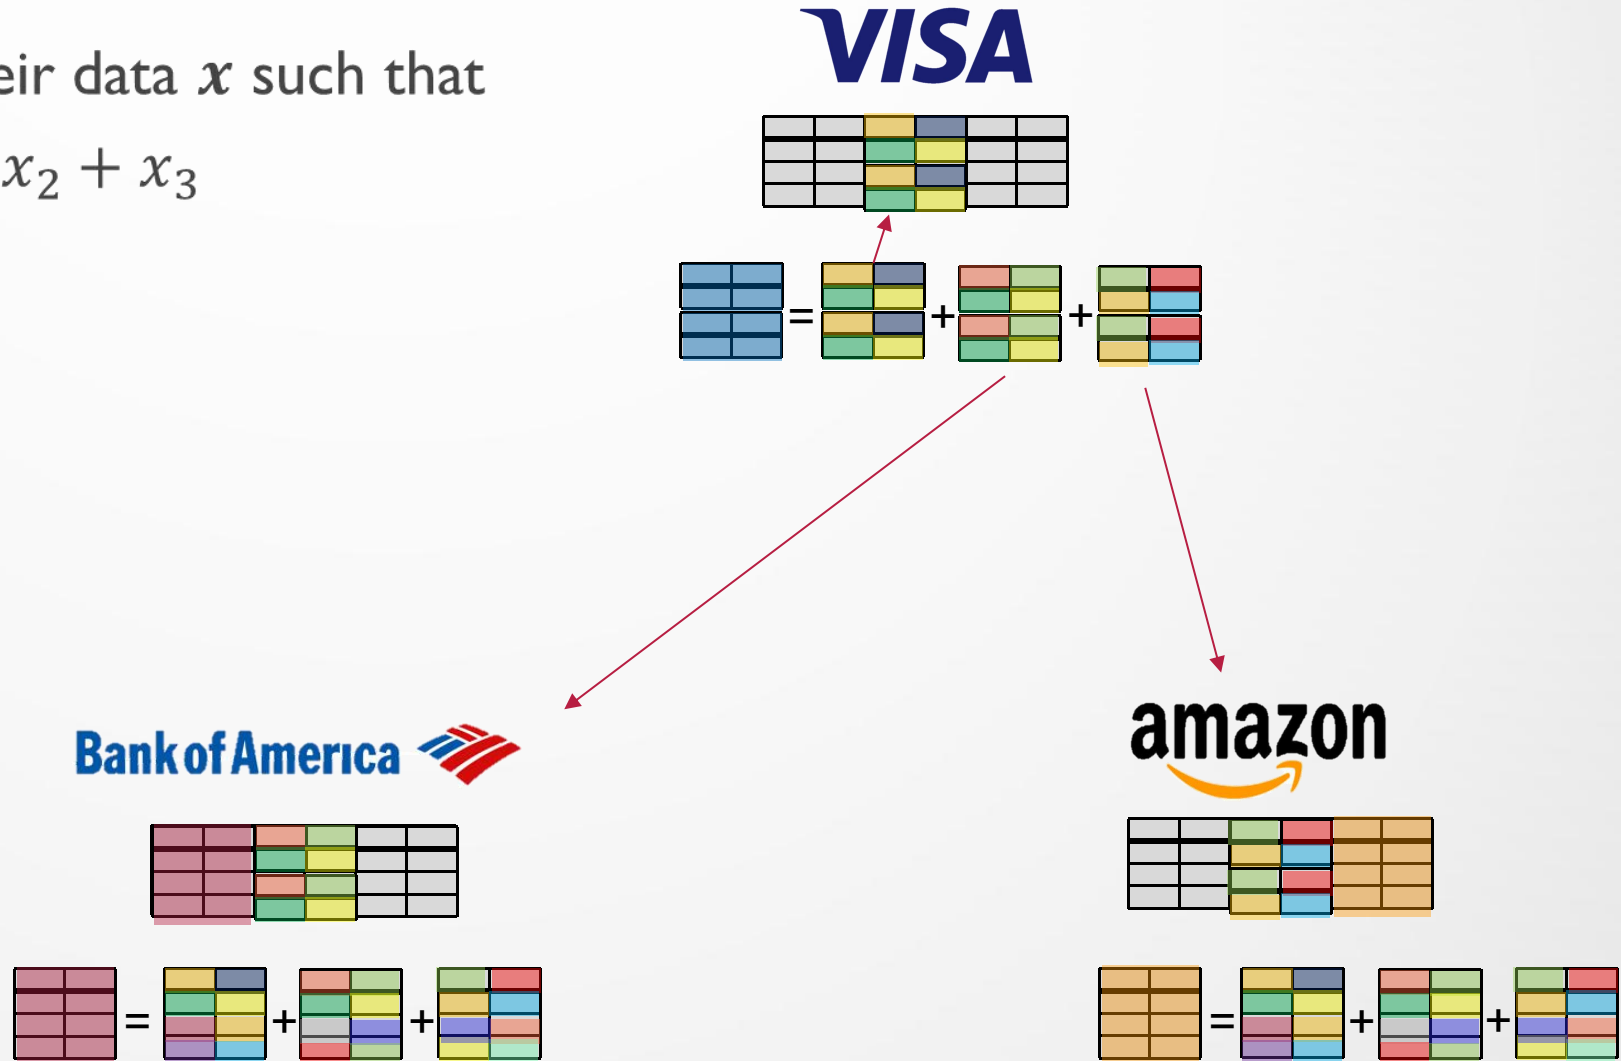 eir data x such that
x₂ + x₃
VISA
= + +
Bank of America
amazon
= + +
= + +